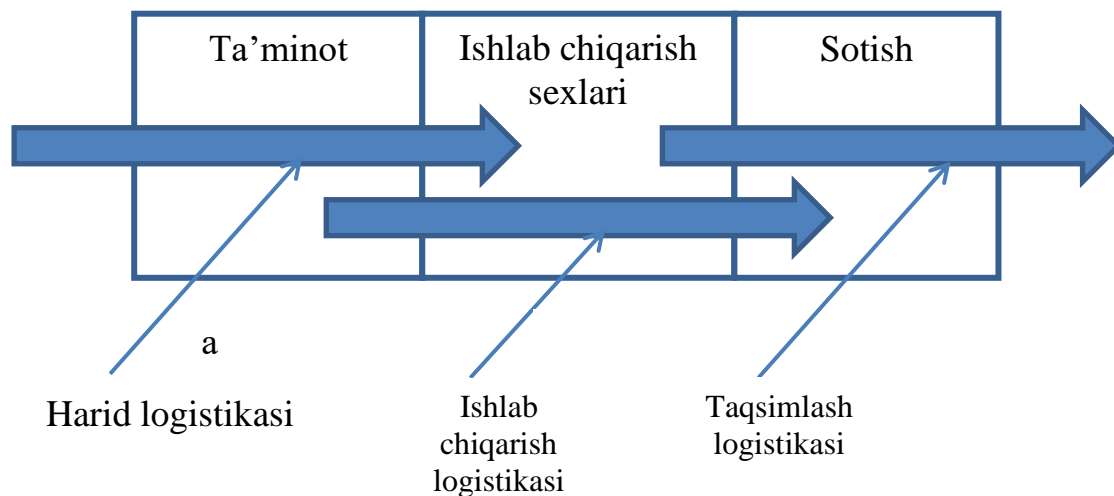 Ta’minot
Ishlab chiqarish
sexlari
Sotish
a
Harid logistikasi
Ishlab
chiqarish
logistikasi
Taqsimlash
logistikasi